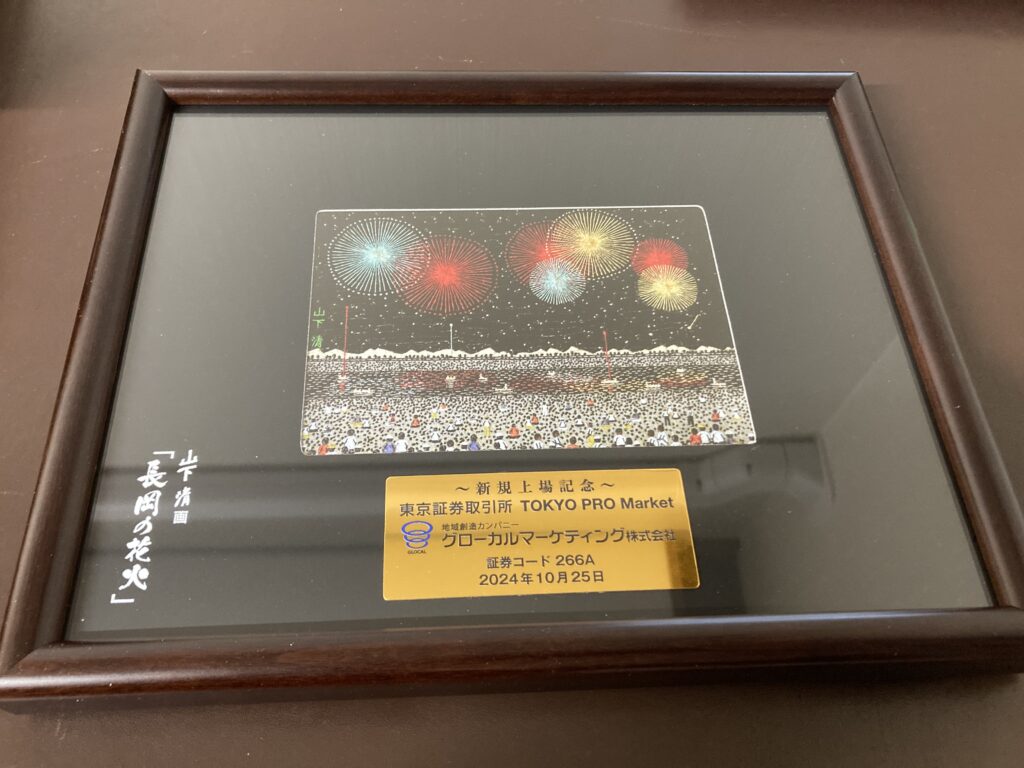 山下清
山下清画
「長岡の花火」
～新規上場記念～
東京証券取引所 TOKYO PRO Market
GLOCAL
地域創造カンパニー
グローカルマーケティング株式会社
証券コード 266A
2024年10月25日